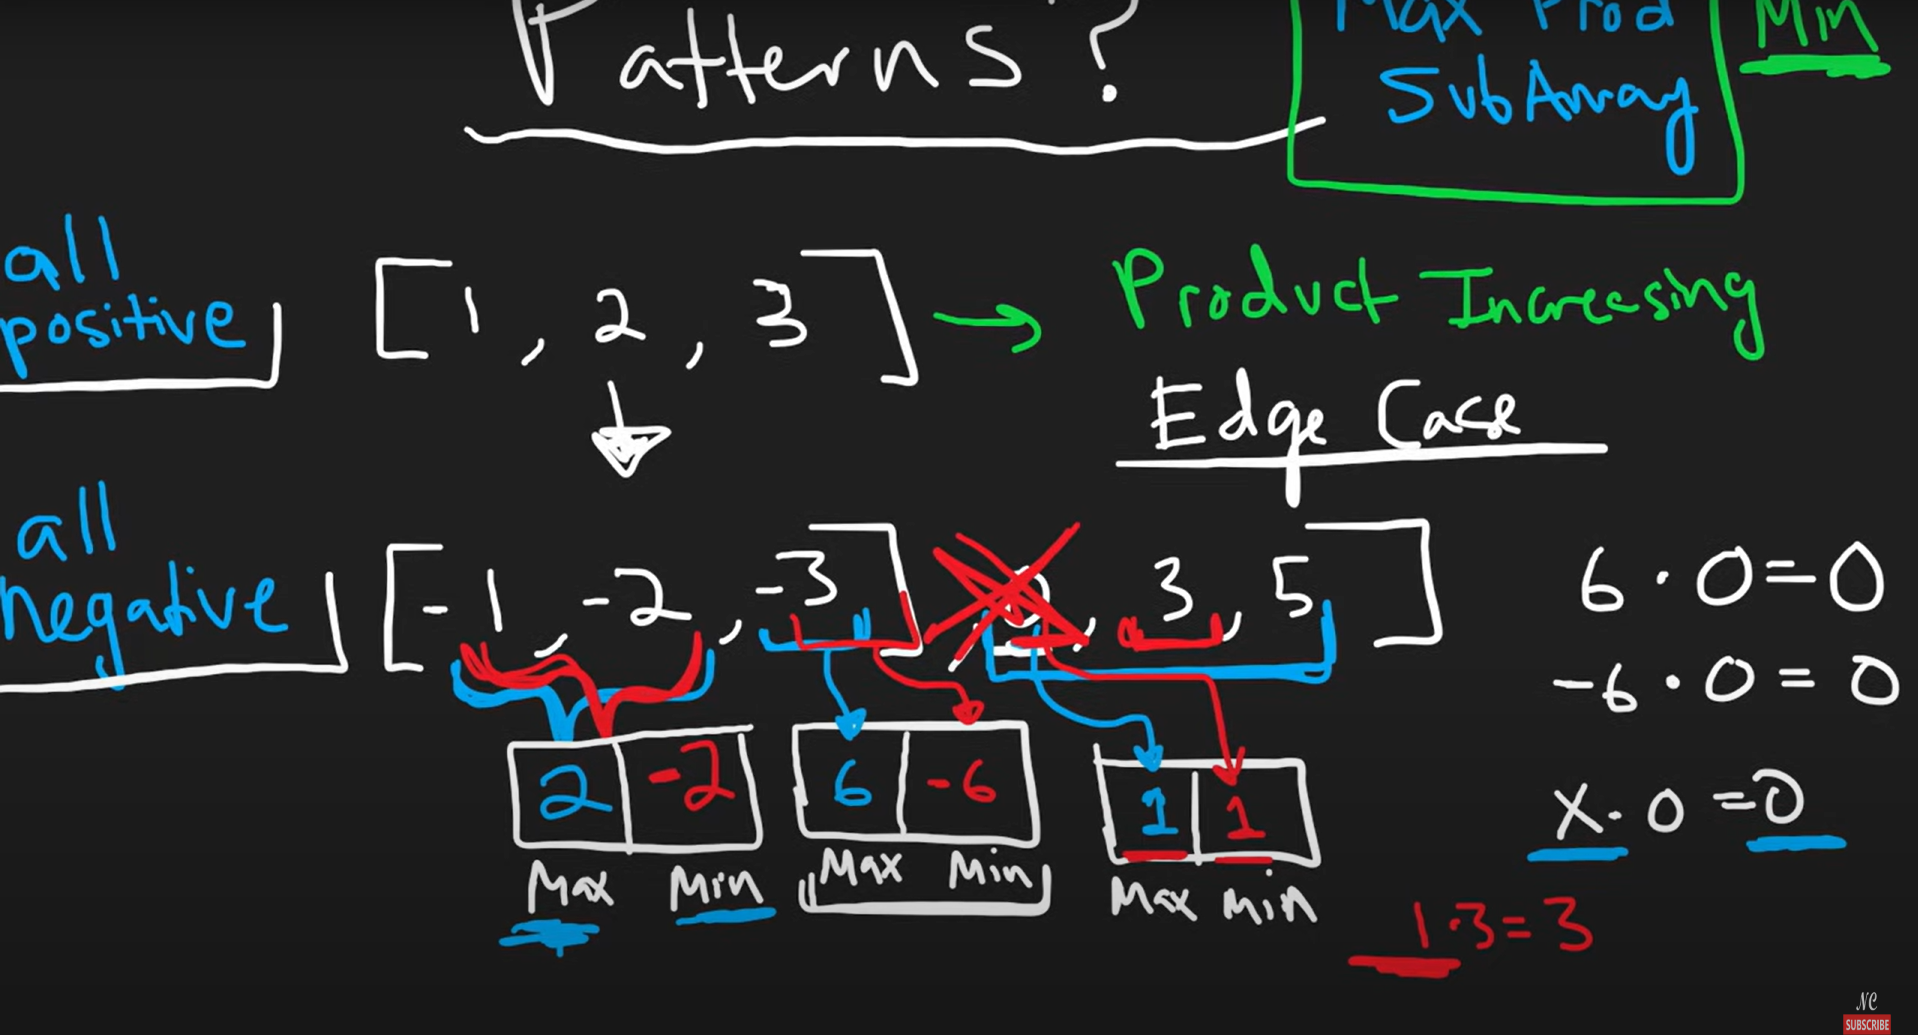 Patterns?
Max Prod
SubArray
Min
all
positive
[1, 2, 3] → Product Increasing
Edge Case
all
negative
[-1, -2, -3], 0, 3, 5]
6 · 0 = 0
-6 · 0 = 0
x · 0 = 0
2 -2
Max Min
6 -6
Max Min
1 1
Max Min
1·3=3
NC
SUBSCRIBE